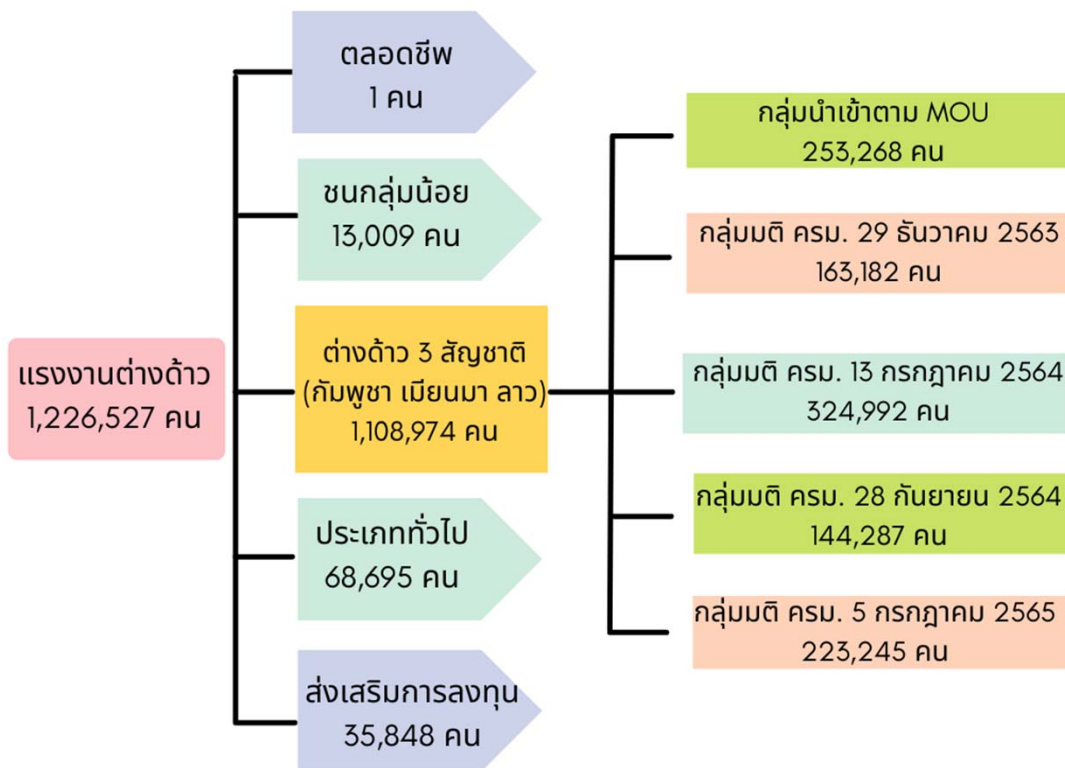 แรงงานต่างด้าว
1,226,527 คน
ตลอดชีพ
1 คน
ชนกลุ่มน้อย
13,009 คน
ต่างด้าว 3 สัญชาติ
(กัมพูชา เมียนมา ลาว)
1,108,974 คน
ประเภททั่วไป
68,695 คน
ส่งเสริมการลงทุน
35,848 คน
กลุ่มนำเข้าตาม MOU
253,268 คน
กลุ่มมติ ครม. 29 ธันวาคม 2563
163,182 คน
กลุ่มมติ ครม. 13 กรกฎาคม 2564
324,992 คน
กลุ่มมติ ครม. 28 กันยายน 2564
144,287 คน
กลุ่มมติ ครม. 5 กรกฎาคม 2565
223,245 คน